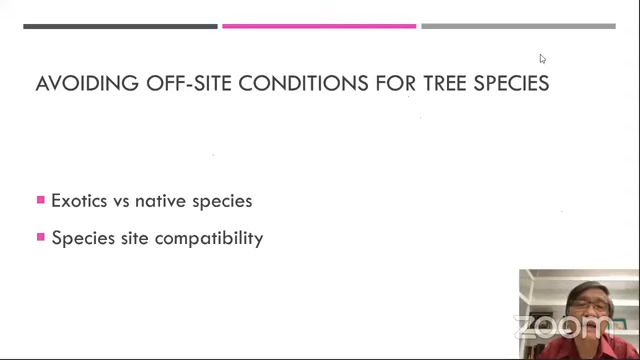 AVOIDING OFF-SITE CONDITIONS FOR TREE SPECIES
Exotics vs native species
Species site compatibility
zoom